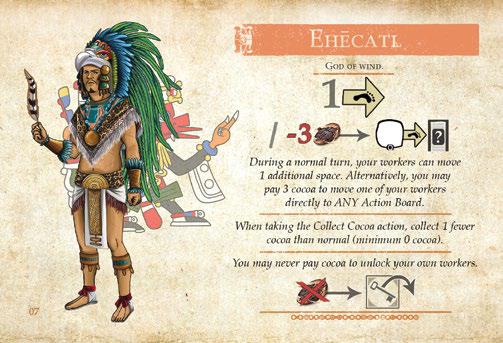 EHĒCATL
GOD OF WIND.
1
/ -3
?
During a normal turn, your workers can move
1 additional space. Alternatively, you may
pay 3 cocoa to move one of your workers
directly to ANY Action Board.
When taking the Collect Cocoa action, collect 1 fewer
cocoa than normal (minimum 0 cocoa).
You may never pay cocoa to unlock your own workers.
07